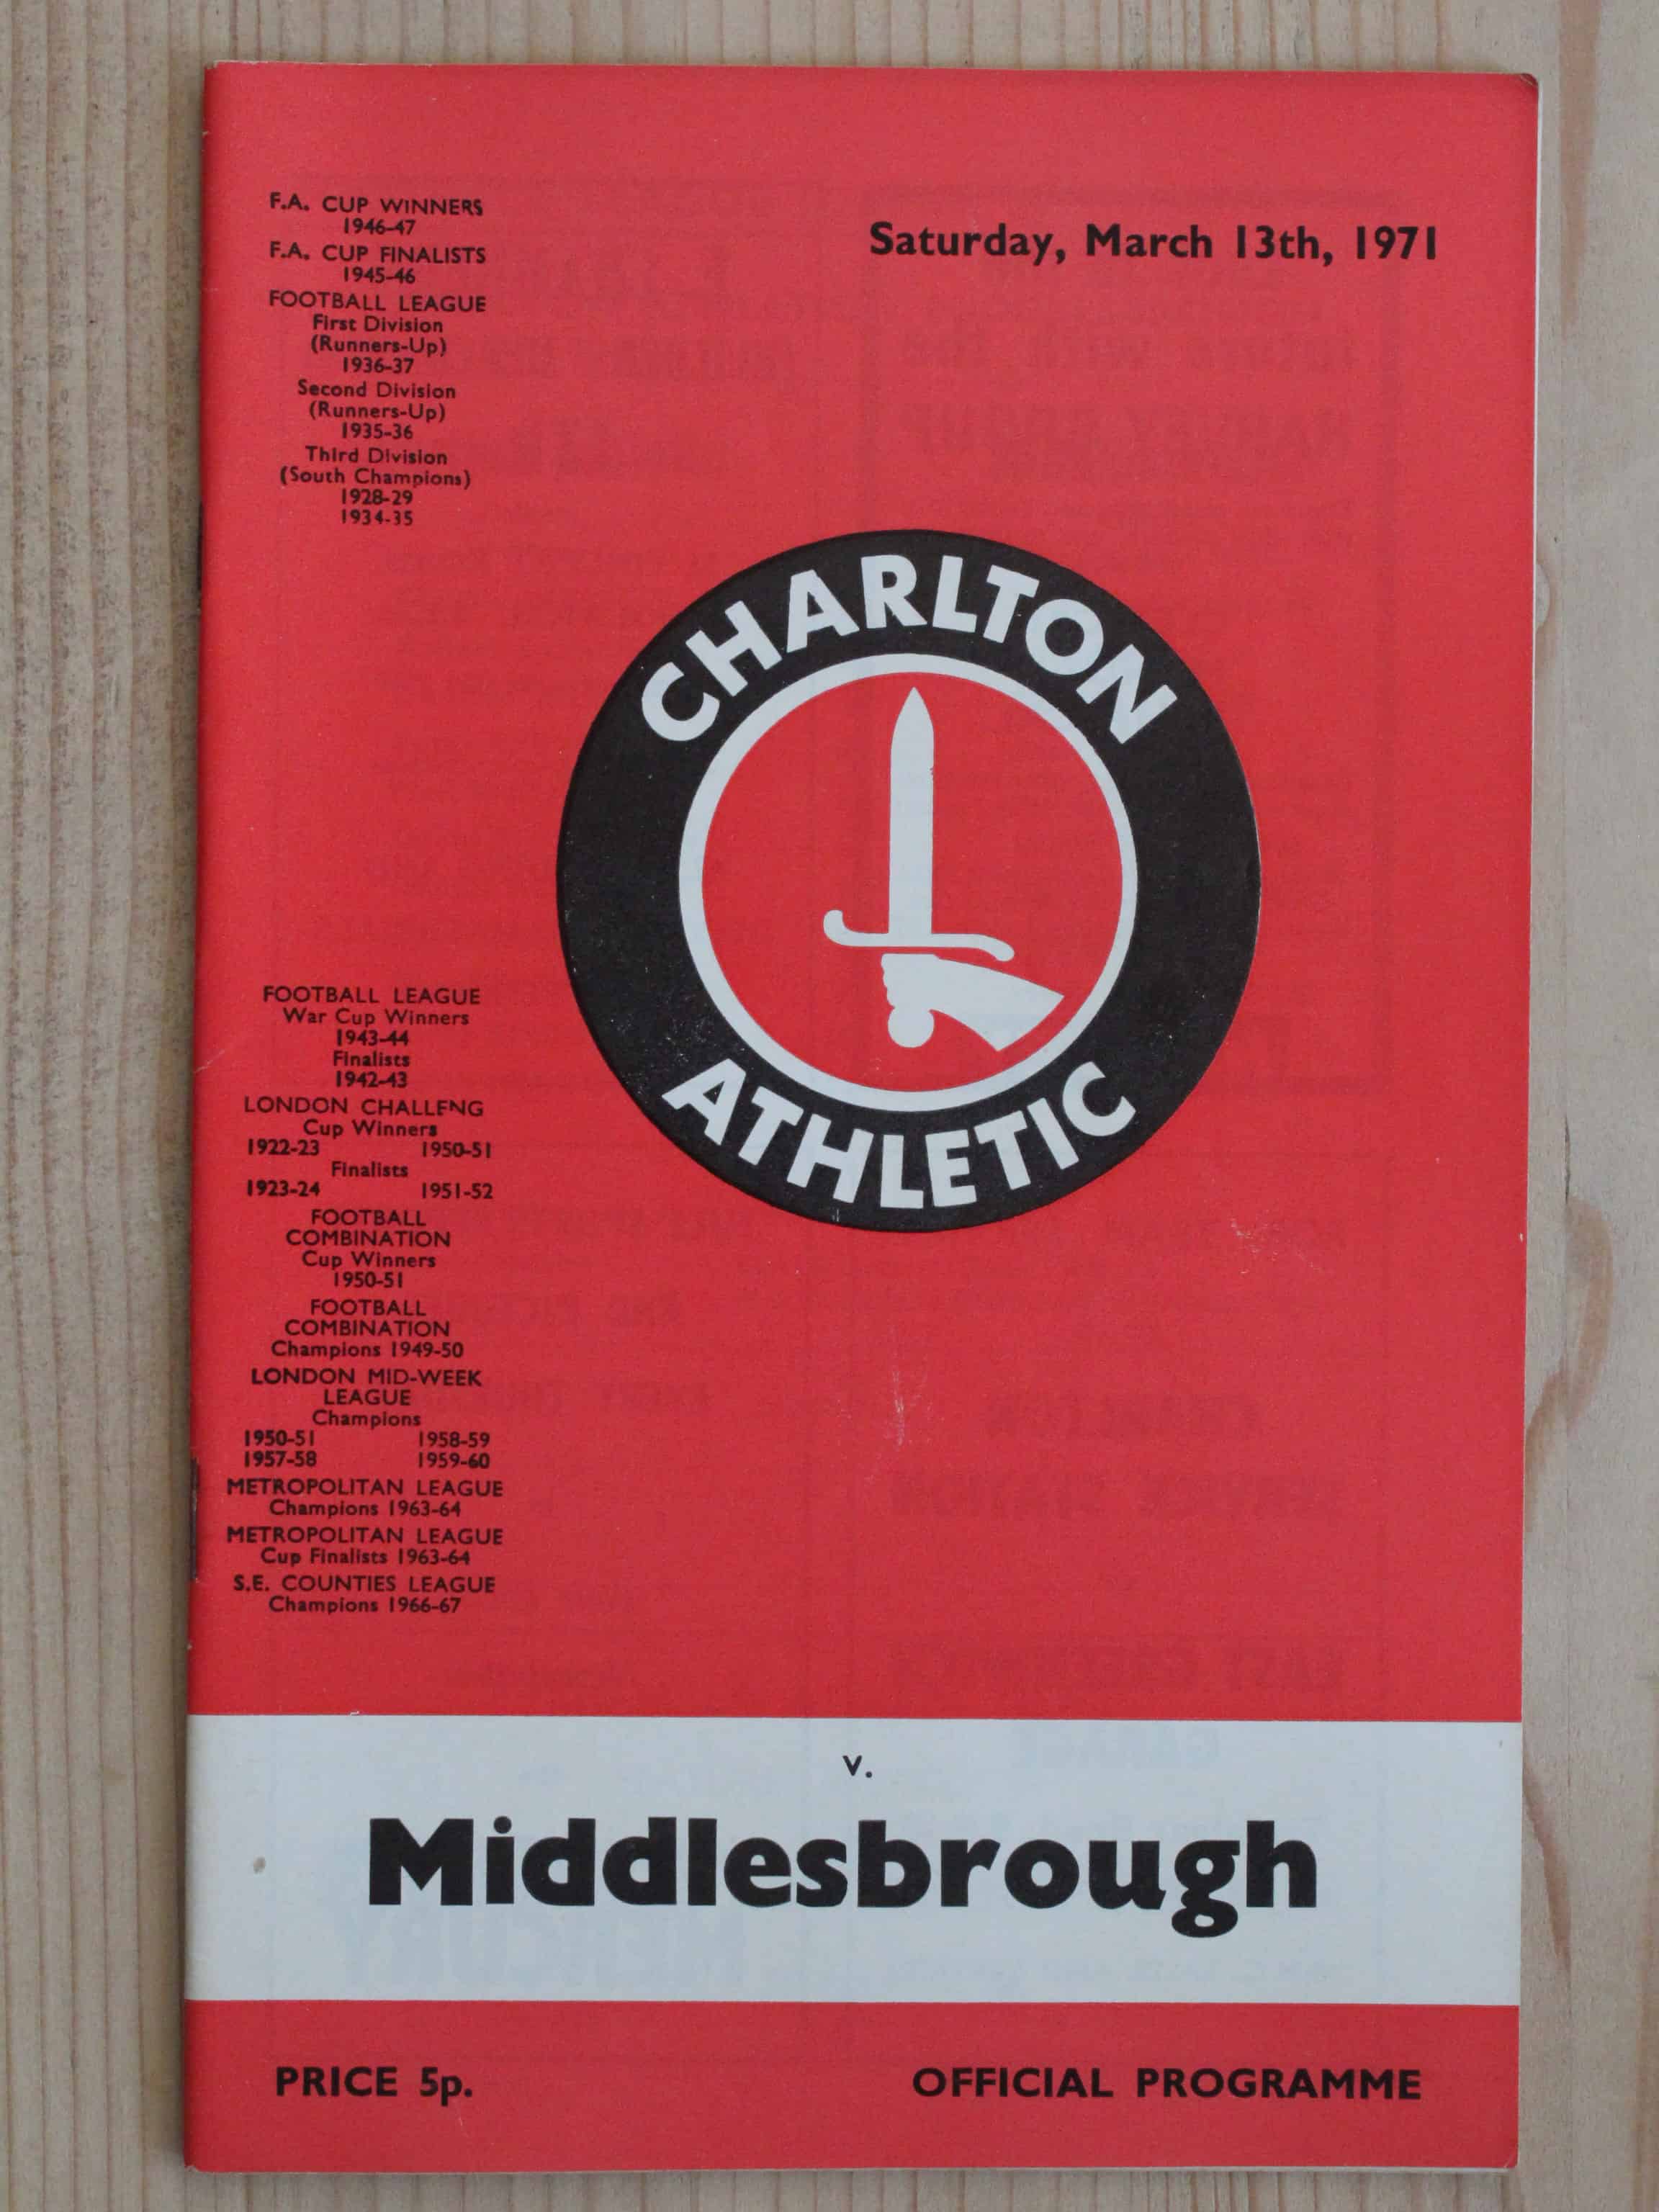 F.A. CUP WINNERS
1946-47
F.A. CUP FINALISTS
1945-46
FOOTBALL LEAGUE
First Division
(Runners-Up)
1936-37
Second Division
(Runners-Up)
1935-36
Third Division
(South Champions)
1928-29
1934-35
Saturday, March 13th, 1971
CHARLTON
ATHLETIC
FOOTBALL LEAGUE
War Cup Winners
1943-44
Finalists
1942-43
LONDON CHALLENG
Cup Winners
1922-23 1950-51
Finalists
1923-24 1951-52
FOOTBALL
COMBINATION
Cup Winners
1950-51
FOOTBALL
COMBINATION
Champions 1949-50
LONDON MID-WEEK
LEAGUE
Champions
1950-51 1958-59
1957-58 1959-60
METROPOLITAN LEAGUE
Champions 1963-64
METROPOLITAN LEAGUE
Cup Finalists 1963-64
S.E. COUNTIES LEAGUE
Champions 1966-67
v.
Middlesbrough
PRICE 5p.
OFFICIAL PROGRAMME